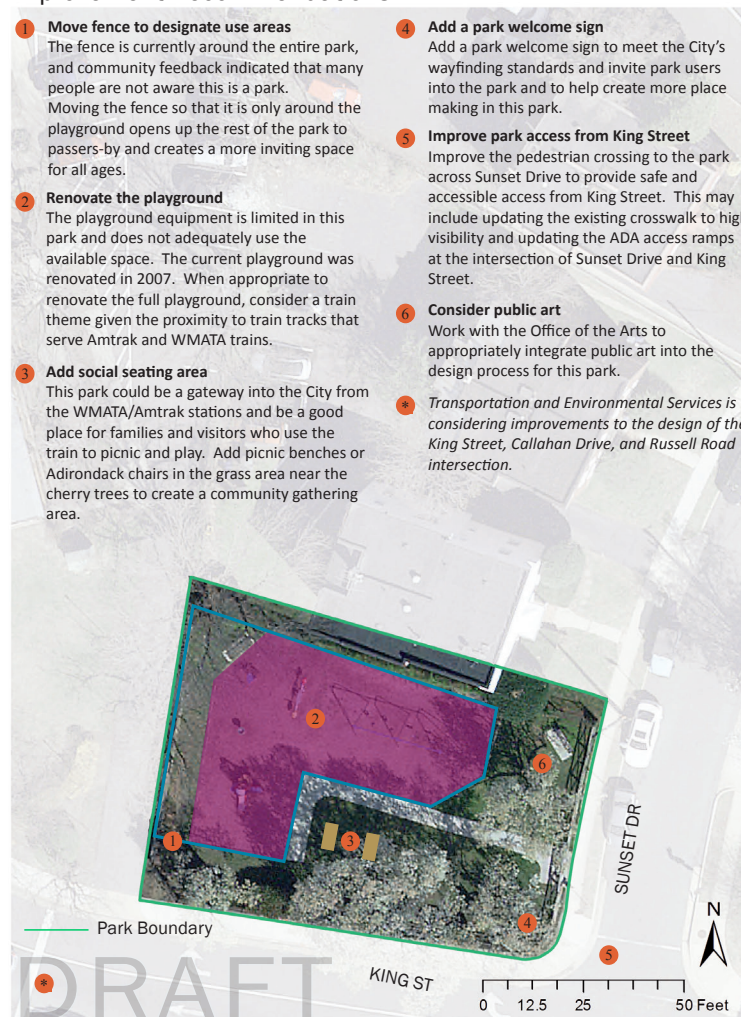 1 Move fence to designate use areas
The fence is currently around the entire park,
and community feedback indicated that many
people are not aware this is a park.
Moving the fence so that it is only around the
playground opens up the rest of the park to
passers-by and creates a more inviting space
for all ages.
2 Renovate the playground
The playground equipment is limited in this
park and does not adequately use the
available space. The current playground was
renovated in 2007. When appropriate to
renovate the full playground, consider a train
theme given the proximity to train tracks that
serve Amtrak and WMATA trains.
3 Add social seating area
This park could be a gateway into the City from
the WMATA/Amtrak stations and be a good
place for families and visitors who use the
train to picnic and play. Add picnic benches or
Adirondack chairs in the grass area near the
cherry trees to create a community gathering
area.
4 Add a park welcome sign
Add a park welcome sign to meet the City's
wayfinding standards and invite park users
into the park and to help create more place
making in this park.
5 Improve park access from King Street
Improve the pedestrian crossing to the park
across Sunset Drive to provide safe and
accessible access from King Street. This may
include updating the existing crosswalk to hig
visibility and updating the ADA access ramps
at the intersection of Sunset Drive and King
Street.
6 Consider public art
Work with the Office of the Arts to
appropriately integrate public art into the
design process for this park.
* Transportation and Environmental Services is
considering improvements to the design of the
King Street, Callahan Drive, and Russell Road
intersection.
2
6
1
3
4
5
SUNSET DR
N
Park Boundary
KING ST
*
DRAFT
0 12.5 25 50 Feet